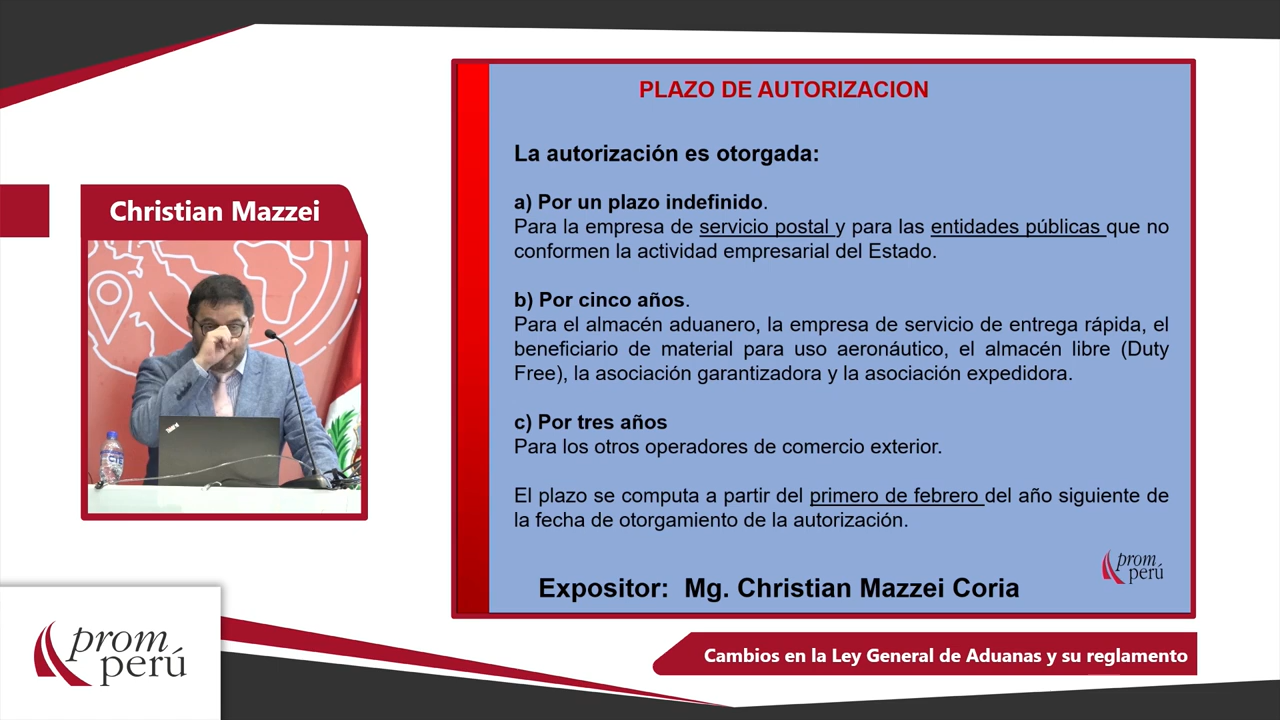 Christian Mazzei
PLAZO DE AUTORIZACION
La autorización es otorgada:
a) Por un plazo indefinido.
Para la empresa de servicio postal y para las entidades públicas que no
conformen la actividad empresarial del Estado.
b) Por cinco años.
Para el almacén aduanero, la empresa de servicio de entrega rápida, el
beneficiario de material para uso aeronáutico, el almacén libre (Duty
Free), la asociación garantizadora y la asociación expedidora.
c) Por tres años
Para los otros operadores de comercio exterior.
El plazo se computa a partir del primero de febrero del año siguiente de
la fecha de otorgamiento de la autorización.
prom
perú
Expositor: Mg. Christian Mazzei Coria
Cambios en la Ley General de Aduanas y su reglamento
prom
perú